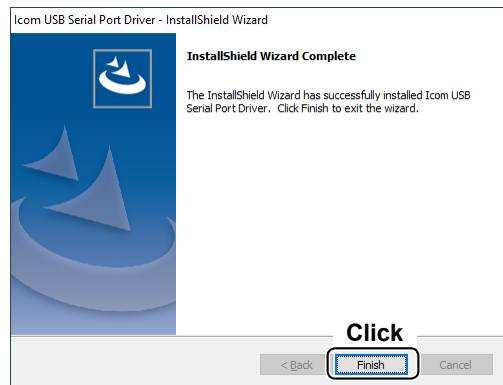 Icom USB Serial Port Driver - InstallShield Wizard
InstallShield Wizard Complete
The InstallShield Wizard has successfully installed Icom USB
Serial Port Driver. Click Finish to exit the wizard.
Click
< Back
Finish
Cancel